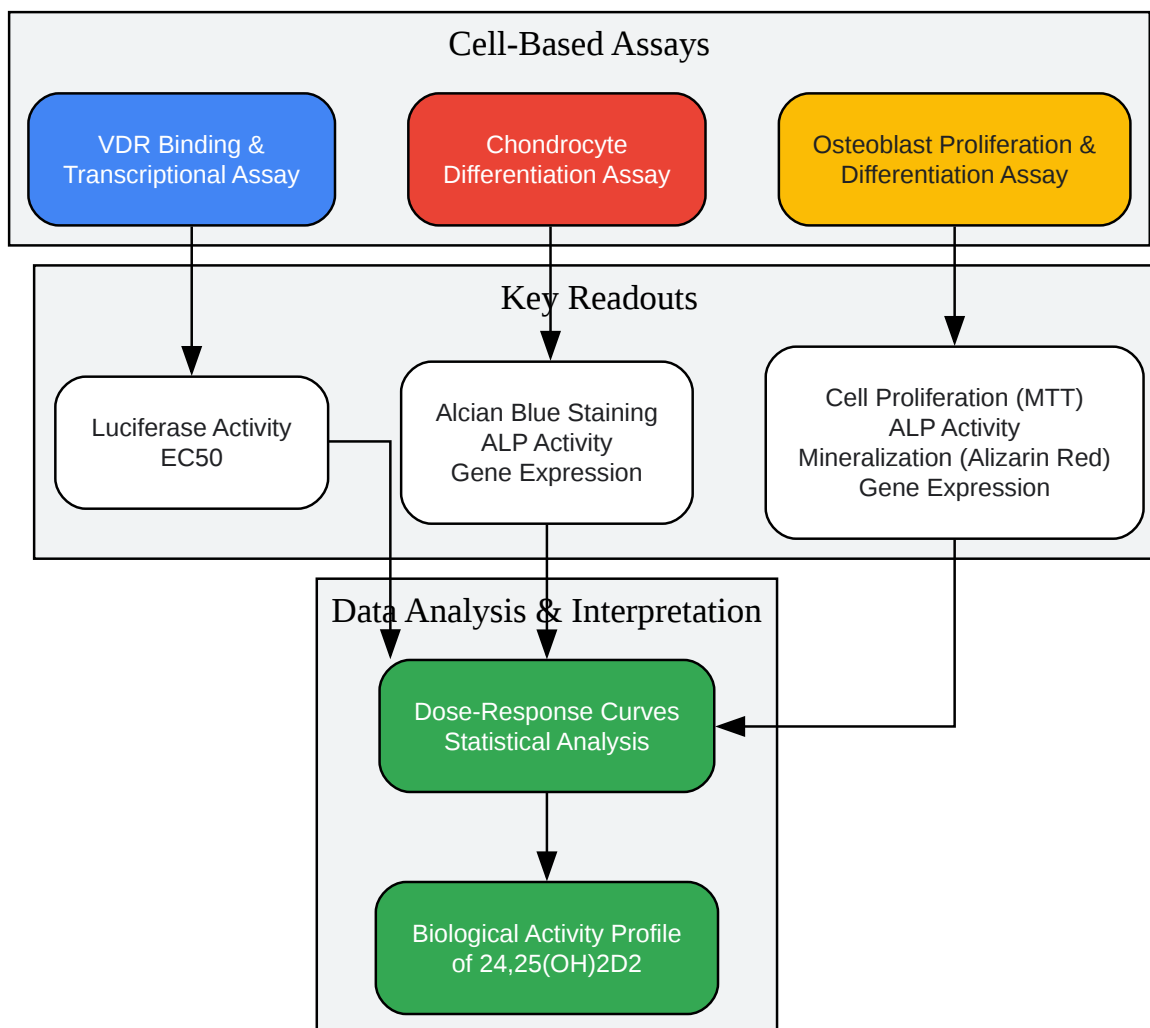 Cell-Based Assays
VDR Binding &
Transcriptional Assay
Chondrocyte
Differentiation Assay
Osteoblast Proliferation &
Differentiation Assay
Key Readouts
Luciferase Activity
EC50
Alcian Blue Staining
ALP Activity
Gene Expression
Cell Proliferation (MTT)
ALP Activity
Mineralization (Alizarin Red)
Gene Expression
Data Analysis & Interpretation
Dose-Response Curves
Statistical Analysis
Biological Activity Profile
of 24,25(OH)2D2